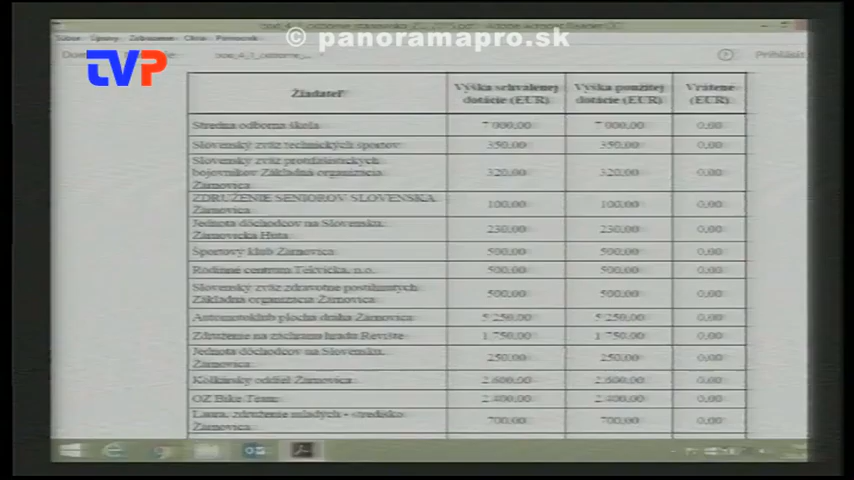 © panoramapro.sk
TVP
Súbor Úpravy Zobrazenie Okná Pomocník
Prihlásiť
Žiadateľ Výška schválenej Výška použitej Vrátené
dotácie (EUR) dotácie (EUR) (EUR)
Stredná odborná škola 7 000,00 7 000,00 0,00
Slovenský zväz technických športov 350,00 350,00 0,00
Slovenský zväz protifašistických
bojovníkov Základná organizácia 320,00 320,00 0,00
Žarnovica
ZDRUŽENIE SENIOROV SLOVENSKA 100,00 100,00 0,00
Žarnovica
Jednota dôchodcov na Slovensku, 230,00 230,00 0,00
Žarnovická Huta
Športový klub Žarnovica 500,00 500,00 0,00
Rodinné centrum Tekvička, n.o. 500,00 500,00 0,00
Slovenský zväz zdravotne postihnutých 500,00 500,00 0,00
Základná organizácia Žarnovica
Automotoklub plochá dráha Žarnovica 5 250,00 5 250,00 0,00
Združenie na záchranu hradu Revište 1 750,00 1 750,00 0,00
Jednota dôchodcov na Slovensku, 250,00 250,00 0,00
Žarnovica
Kolkársky oddiel Žarnovica 2 600,00 2 600,00 0,00
OZ Bike Team 2 400,00 2 400,00 0,00
Laura, združenie mladých - stredisko 700,00 700,00 0,00
Žarnovica